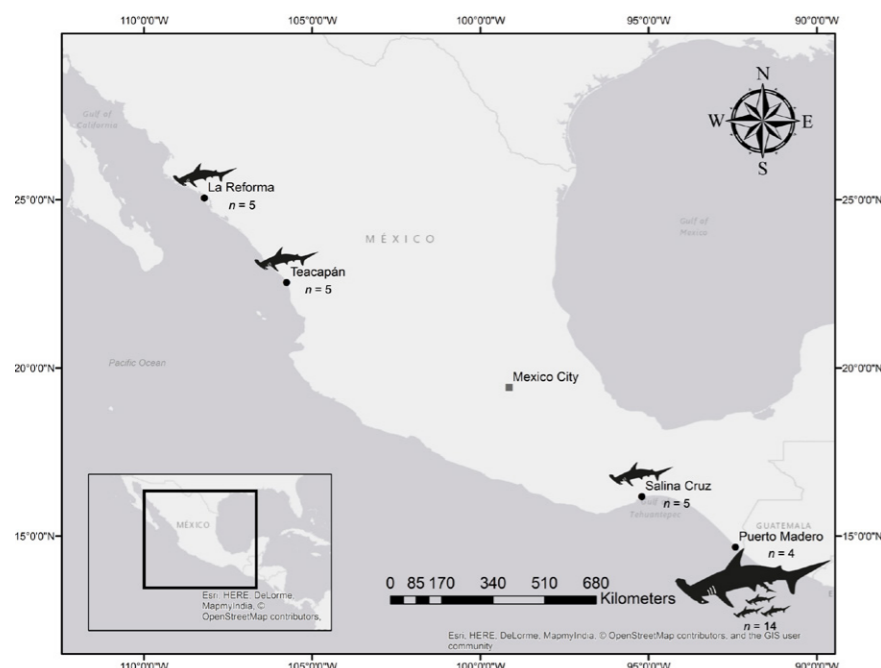 110°0'0"W 105°0'0"W 100°0'0"W 95°0'0"W 90°0'0"W
N
W E
S
Gulf of
California
La Reforma
n = 5
25°0'0"N 25°0'0"N
Gulf of
Mexico
MÉXICO
Teacapán
n = 5
Pacific Ocean
20°0'0"N 20°0'0"N
Mexico City
Salina Cruz
n = 5
Tehuantepec
15°0'0"N 15°0'0"N
GUATEMALA
Puerto Madero
n = 4
MÉXICO
0 85 170 340 510 680
Kilometers
Esri, HERE, DeLorme,
MapmyIndia, ©
OpenStreetMap contributors,
n = 14
Esri, HERE, DeLorme, MapmyIndia, © OpenStreetMap contributors, and the GIS user
community
110°0'0"W 105°0'0"W 100°0'0"W 95°0'0"W 90°0'0"W